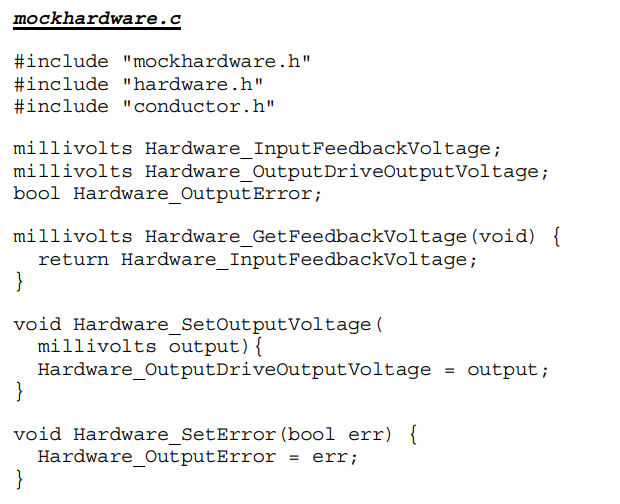 mockhardware.c
#include "mockhardware.h"
#include "hardware.h"
#include "conductor.h"
millivolts Hardware_InputFeedbackVoltage;
millivolts Hardware_OutputDriveOutputVoltage;
bool Hardware_OutputError;
millivolts Hardware_GetFeedbackVoltage(void) {
  return Hardware_InputFeedbackVoltage;
}
void Hardware_SetOutputVoltage(
  millivolts output){
  Hardware_OutputDriveOutputVoltage = output;
}
void Hardware_SetError(bool err) {
  Hardware_OutputError = err;
}